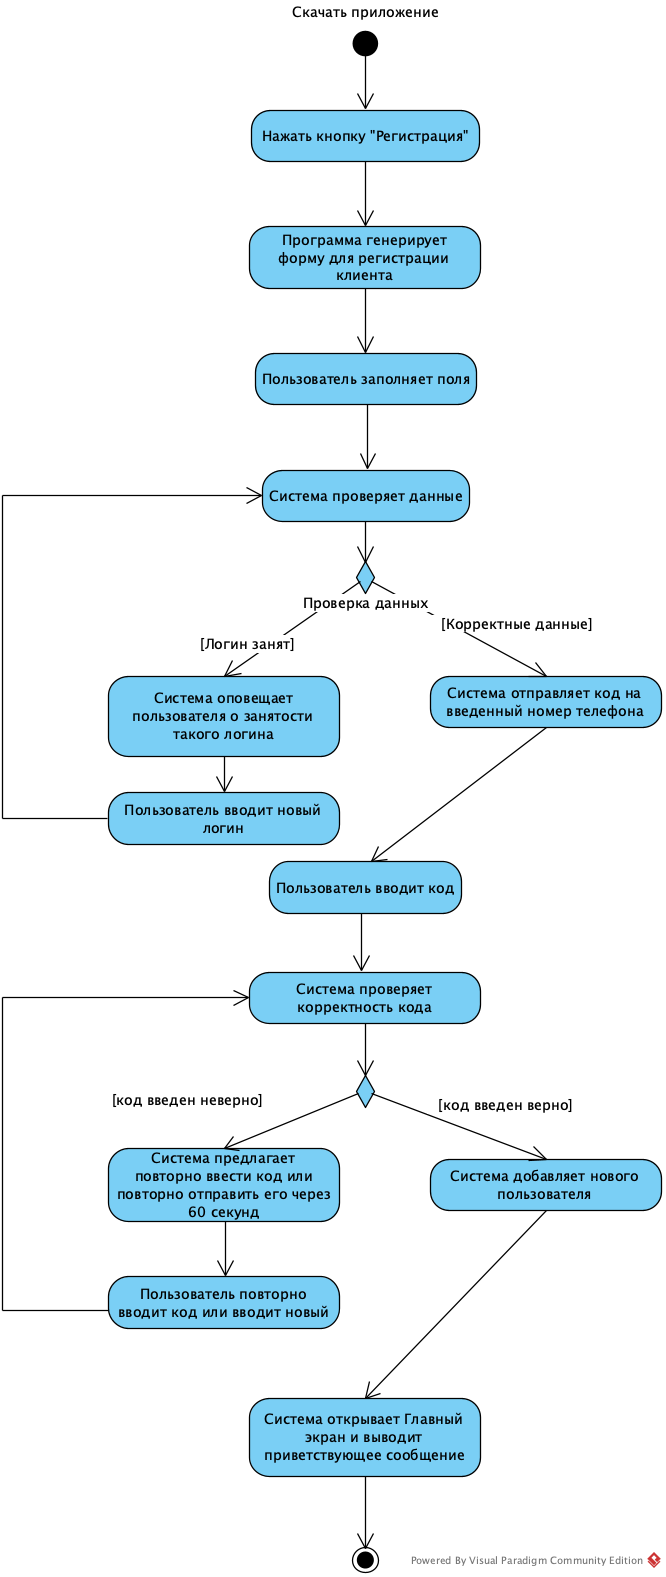 Скачать приложение
Нажать кнопку "Регистрация"
Программа генерирует
форму для регистрации
клиента
Пользователь заполняет поля
Система проверяет данные
Проверка данных
[Корректные данные]
[Логин занят]
Система оповещает
пользователя о занятости
такого логина
Система отправляет код на
введенный номер телефона
Пользователь вводит новый
логин
Пользователь вводит код
Система проверяет
корректность кода
[код введен неверно]
[код введен верно]
Система предлагает
повторно ввести код или
повторно отправить его через
60 секунд
Система добавляет нового
пользователя
Пользователь повторно
вводит код или вводит новый
Система открывает Главный
экран и выводит
приветствующее сообщение
Powered By Visual Paradigm Community Edition